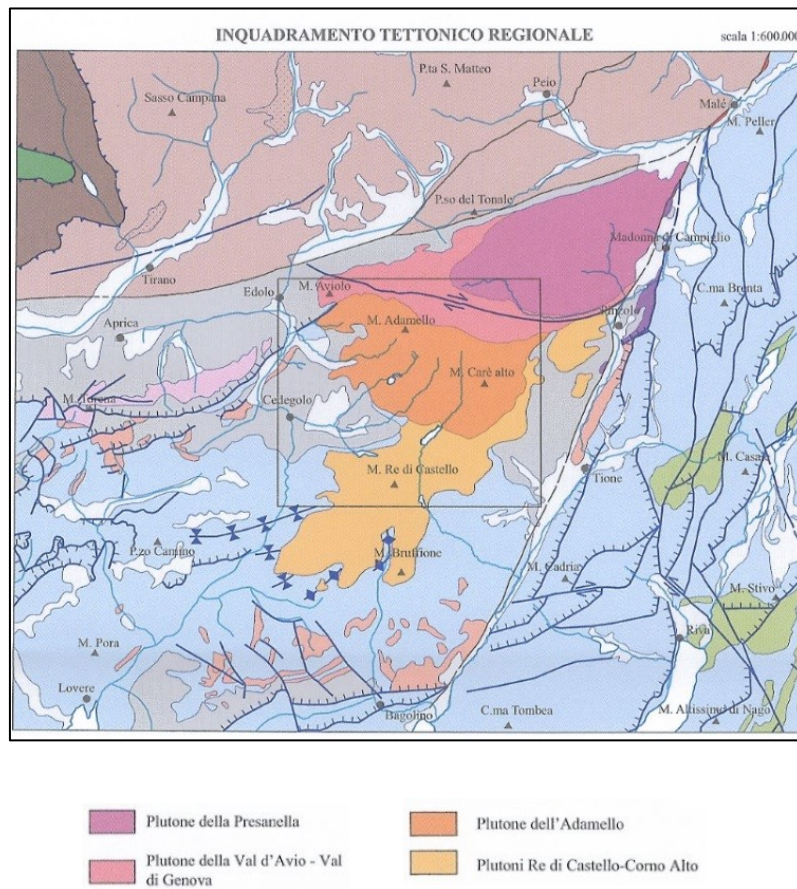 INQUADRAMENTO TETTONICO REGIONALE
scala 1:600.000
P.ta S. Matteo
Sasso Campana
Peio
Malé
M. Peller
P.so del Tonale
Madonna di Campiglio
Tirano
Edolo
M. Aviolo
C.ma Brenta
Aprica
M. Adamello
Pinzolo
M. Carè alto
M. Torena
Cedegolo
M. Re di Castello
Tione
M. Casale
P.zo Camino
M. Bruffione
M. Cadria
M. Stivo
M. Pora
Riva
Lovere
Bagolino
C.ma Tombea
M. Altissimo di Nago
Plutone della Presanella
Plutone dell'Adamello
Plutone della Val d'Avio - Val
di Genova
Plutoni Re di Castello-Corno Alto